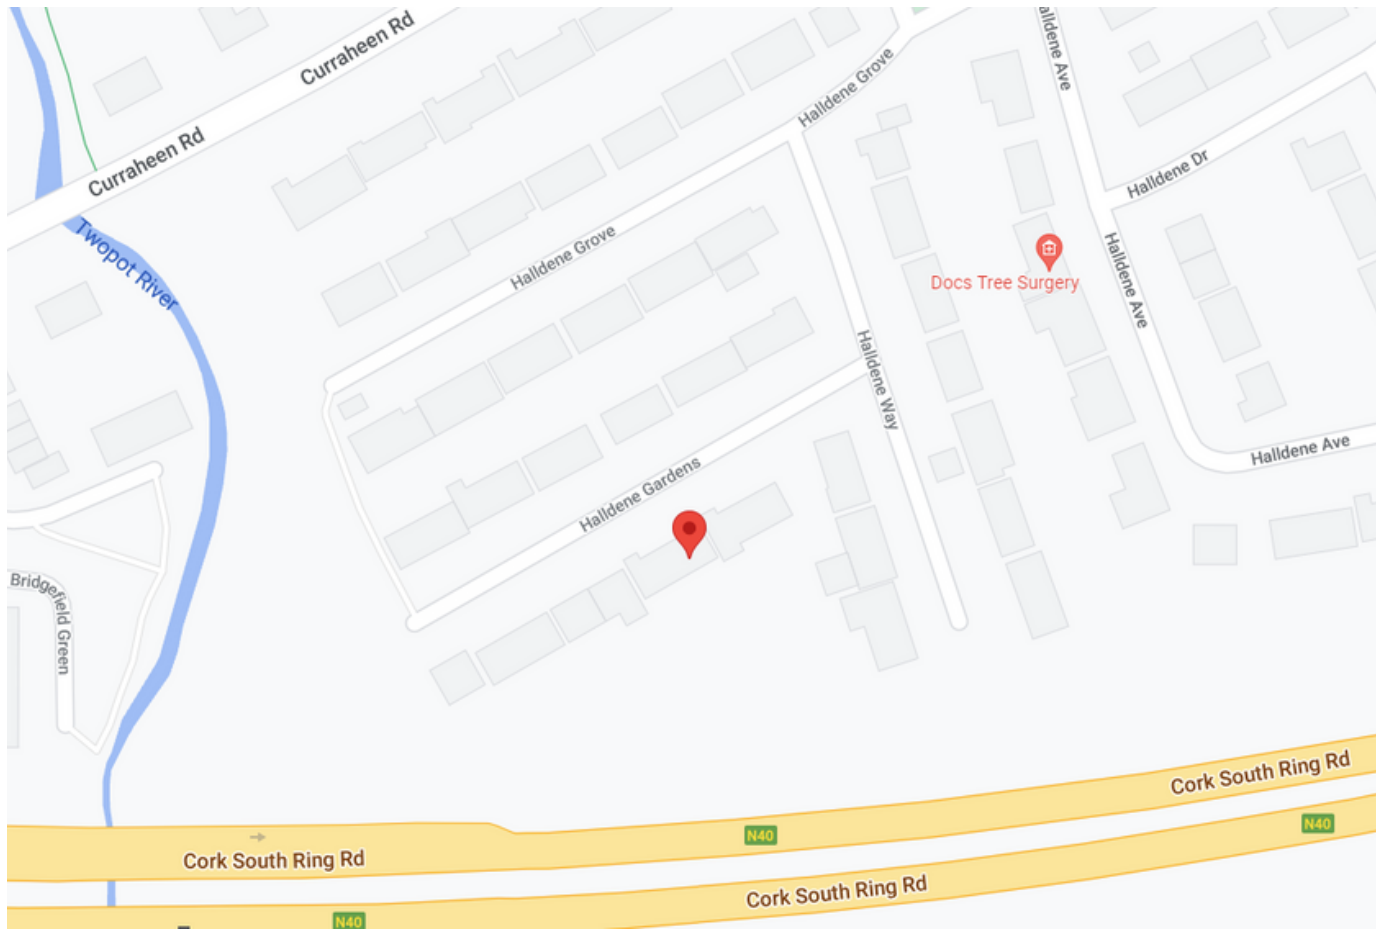 Halldene Ave
Curraheen Rd
Halldene Grove
Curraheen Rd
Halldene Dr
Twopot River
Halldene Grove
Docs Tree Surgery
Halldene Ave
Halldene Way
Halldene Ave
Halldene Gardens
Bridgefield Green
Cork South Ring Rd
N40
N40
Cork South Ring Rd
Cork South Ring Rd
N40